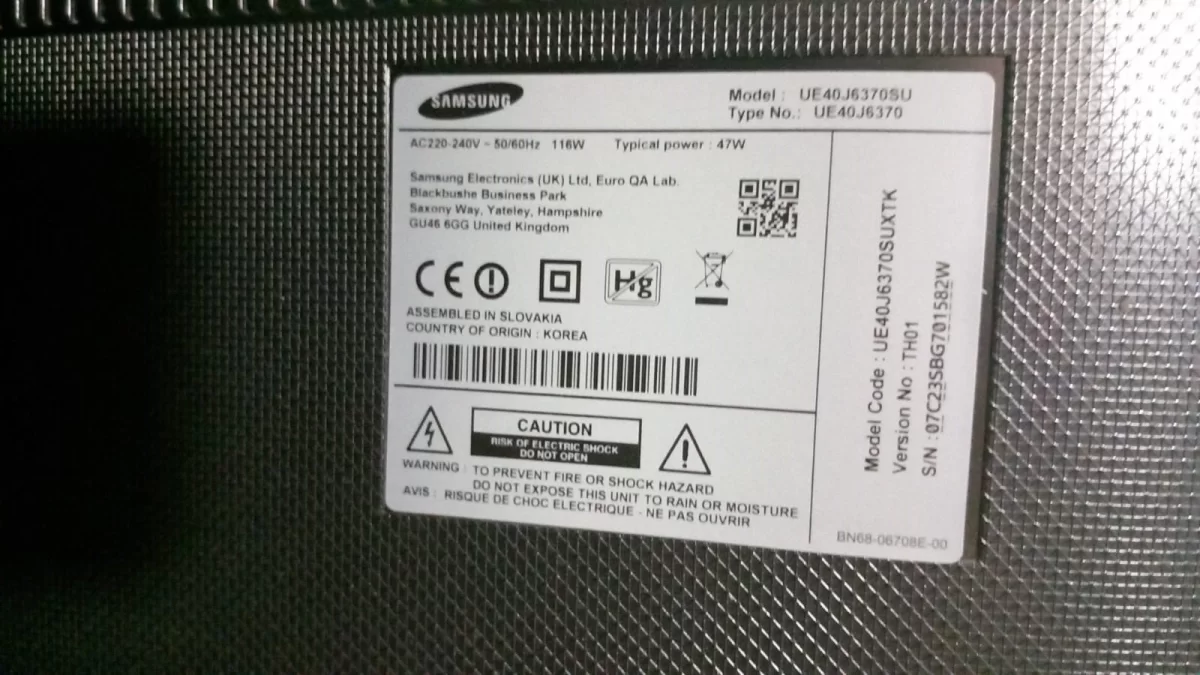 SAMSUNG
Model : UE40J6370SU
Type No.: UE40J6370
AC220-240V ~ 50/60Hz 116W Typical power : 47W
Samsung Electronics (UK) Ltd, Euro QA Lab.
Blackbushe Business Park
Saxony Way, Yateley, Hampshire
GU46 6GG United Kingdom
CE
Hg
ASSEMBLED IN SLOVAKIA
COUNTRY OF ORIGIN : KOREA
CAUTION
RISK OF ELECTRIC SHOCK
DO NOT OPEN
WARNING : TO PREVENT FIRE OR SHOCK HAZARD
DO NOT EXPOSE THIS UNIT TO RAIN OR MOISTURE
AVIS : RISQUE DE CHOC ELECTRIQUE - NE PAS OUVRIR
Model Code : UE40J6370SUXTK
Version No : TH01
S/N : 07C23SBG701582W
BN68-06708E-00